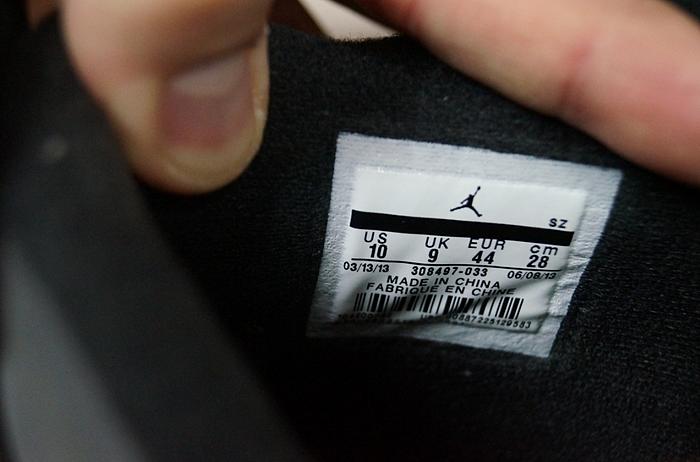 SZ
US UK EUR cm
10 9 44 28
03/13/13 308497-033 06/08/13
MADE IN CHINA
FABRIQUE EN CHINE